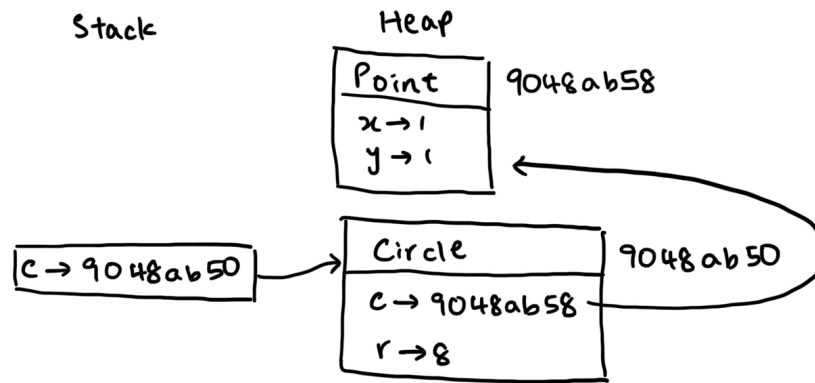 Stack
Heap
Point
9048ab58
x → 1
y → 1
c → 9048ab50
Circle
9048ab50
c → 9048ab58
r → 8